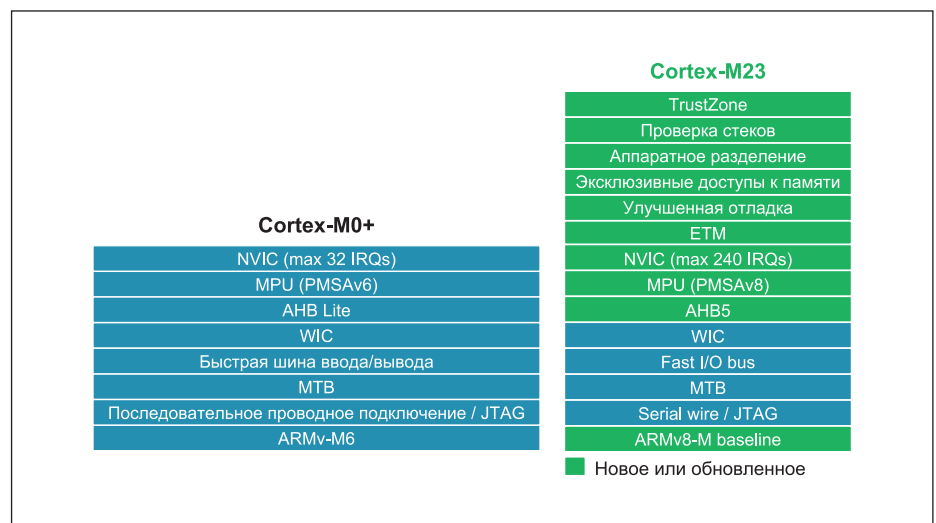 Cortex-M0+
NVIC (max 32 IRQs)
MPU (PMSAv6)
AHB Lite
WIC
Быстрая шина ввода/вывода
MTB
Последовательное проводное подключение / JTAG
ARMv-M6
Cortex-M23
TrustZone
Проверка стеков
Аппаратное разделение
Эксклюзивные доступы к памяти
Улучшенная отладка
ETM
NVIC (max 240 IRQs)
MPU (PMSAv8)
AHB5
WIC
Fast I/O bus
MTB
Serial wire / JTAG
ARMv8-M baseline
Новое или обновленное